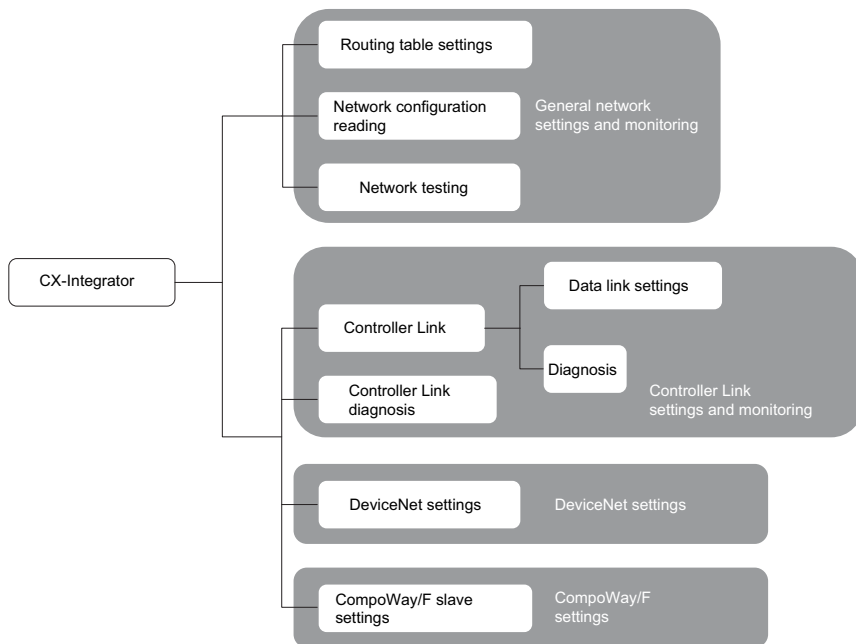 Routing table settings
Network configuration
reading
General network
settings and monitoring
Network testing
CX-Integrator
Data link settings
Controller Link
Diagnosis
Controller Link
diagnosis
Controller Link
settings and monitoring
DeviceNet settings
DeviceNet settings
CompoWay/F slave
settings
CompoWay/F
settings